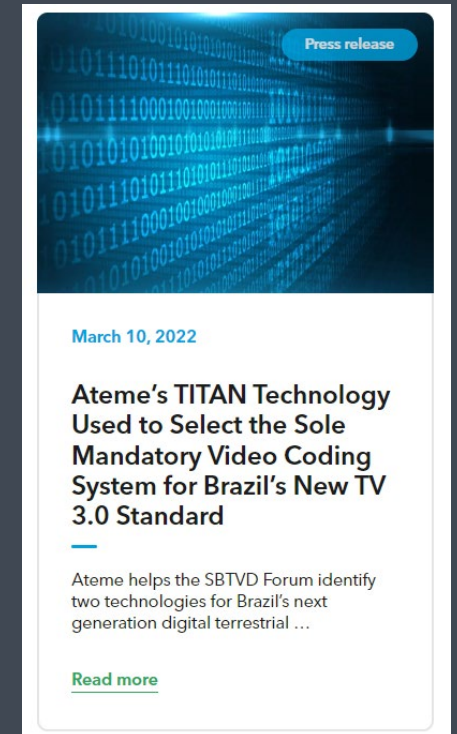 Press release
March 10, 2022
Ateme’s TITAN Technology
Used to Select the Sole
Mandatory Video Coding
System for Brazil’s New TV
3.0 Standard
Ateme helps the SBTVD Forum identify
two technologies for Brazil’s next
generation digital terrestrial …
Read more